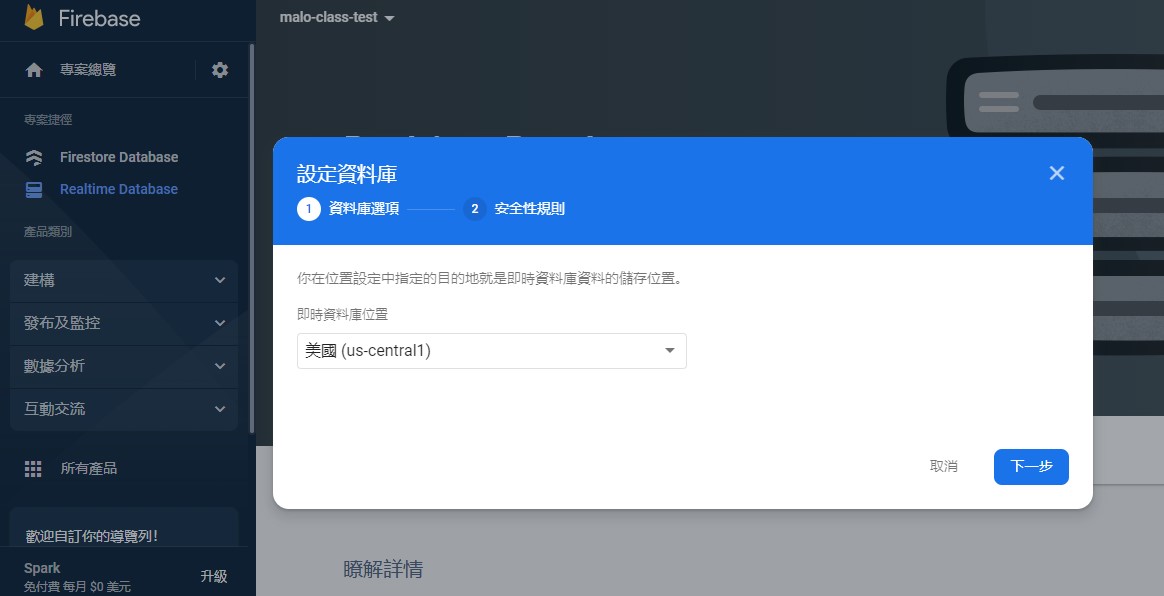 Firebase
malo-class-test
專案總覽
專案捷徑
Firestore Database
Realtime Database
產品類別
建構
發布及監控
數據分析
互動交流
所有產品
歡迎自訂你的導覽列！
Spark
免付費 每月 $0 美元
升級
設定資料庫
1 資料庫選項
2 安全性規則
你在位置設定中指定的目的地就是即時資料庫資料的儲存位置。
即時資料庫位置
美國 (us-central1)
取消
下一步
瞭解詳情